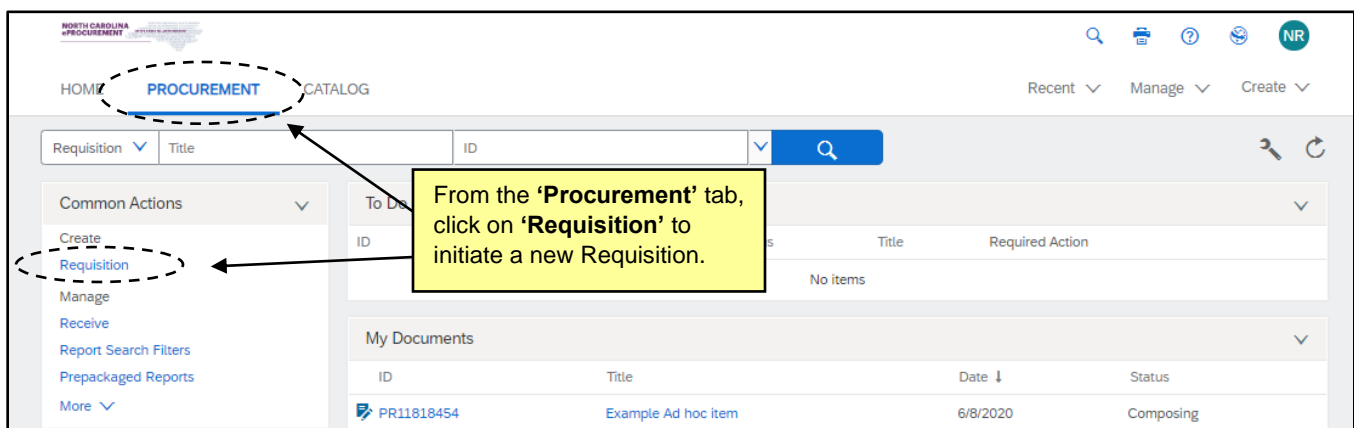 NORTH CAROLINA
ePROCUREMENT
NR
HOME PROCUREMENT CATALOG Recent Manage Create
Requisition Title ID
Common Actions
Create
Requisition
Manage
Receive
Report Search Filters
Prepackaged Reports
More
To Do
ID s Title Required Action
No items
From the ‘Procurement’ tab,
click on ‘Requisition’ to
initiate a new Requisition.
My Documents
ID Title Date ↓ Status
PR11818454 Example Ad hoc item 6/8/2020 Composing